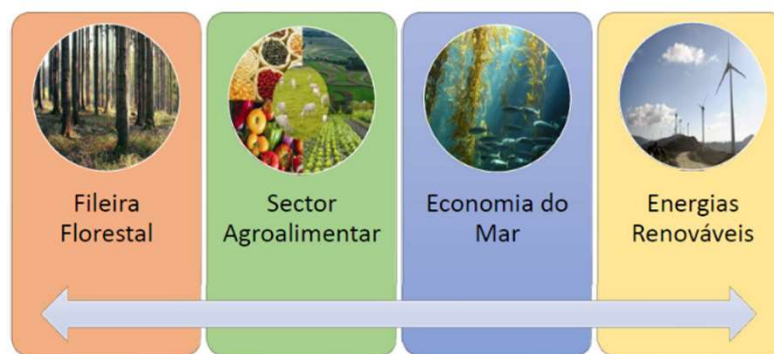 Fileira
Florestal
Sector
Agroalimentar
Economia do
Mar
Energias
Renováveis